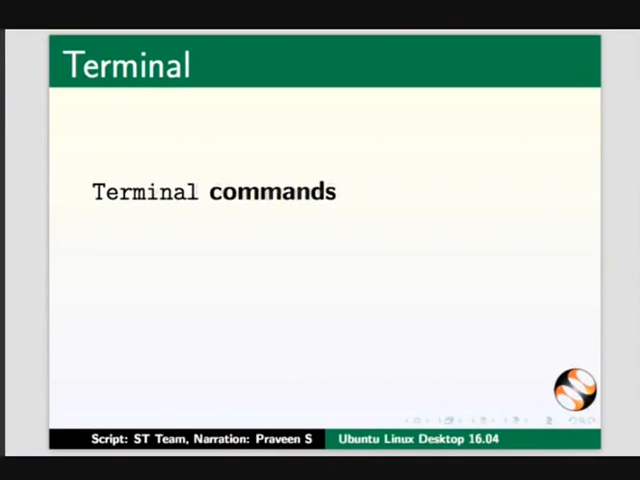 Terminal
Terminal commands
Script: ST Team, Narration: Praveen S
Ubuntu Linux Desktop 16.04